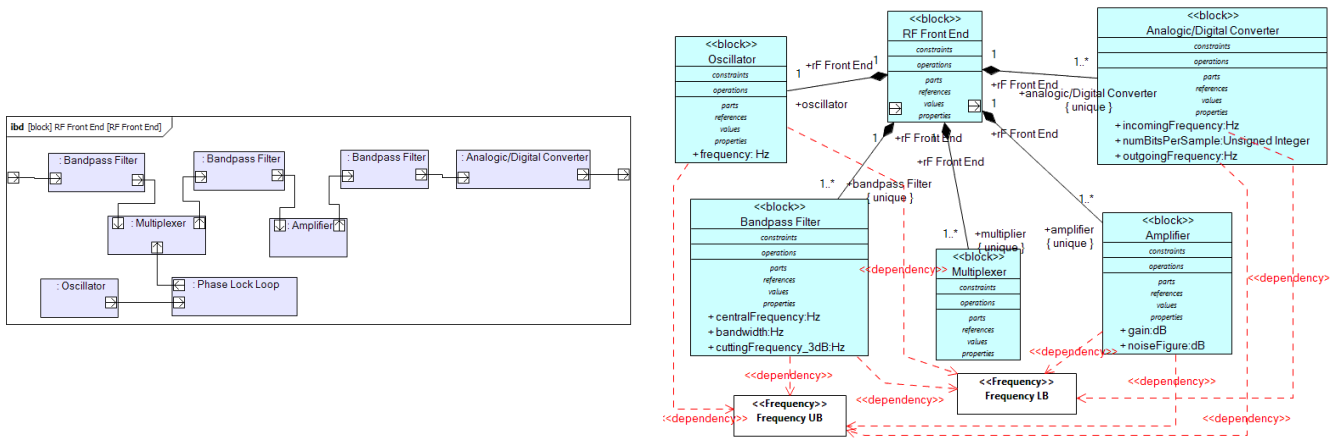 ibd [block] RF Front End [RF Front End]
: Bandpass Filter
: Bandpass Filter
: Bandpass Filter
: Analogic/Digital Converter
: Multiplexer
: Amplifier
: Oscillator
: Phase Lock Loop
<<block>>
Oscillator
constraints
operations
parts
references
values
properties
+ frequency: Hz
<<block>>
RF Front End
constraints
operations
parts
references
values
properties
<<block>>
Analogic/Digital Converter
constraints
operations
parts
references
values
properties
+ incomingFrequency:Hz
+ numBitsPerSample:Unsigned Integer
+ outgoingFrequency:Hz
+rF Front End
1
1
+oscillator
1
1..*
+rF Front End
+analogic/Digital Converter
{ unique }
1
+rF Front End
1
+rF Front End
1
+rF Front End
1..*
+bandpass Filter
{ unique }
1..*
+multiplier
{ unique }
1..*
+amplifier
{ unique }
<<block>>
Bandpass Filter
constraints
operations
parts
references
values
properties
+ centralFrequency:Hz
+ bandwidth:Hz
+ cuttingFrequency_3dB:Hz
<<block>>
Multiplexer
constraints
operations
parts
references
values
properties
<<block>>
Amplifier
constraints
operations
parts
references
values
properties
+ gain:dB
+ noiseFigure:dB
<<dependency>>
<<dependency>>
<<dependency>>
<<dependency>>
<<dependency>>
<<dependency>>
<<dependency>>
<<dependency>>
<<Frequency>>
Frequency UB
<<Frequency>>
Frequency LB